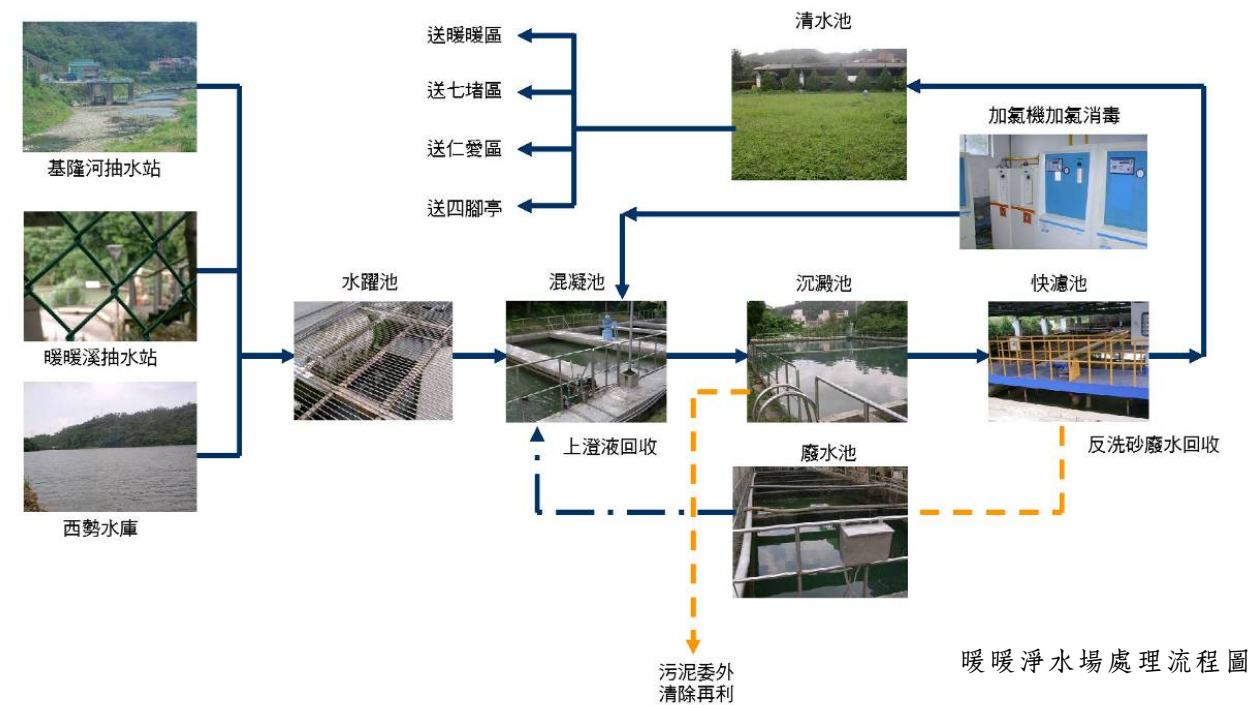 清水池
送暖暖區
送七堵區
加氯機加氯消毒
基隆河抽水站
送仁愛區
送四腳亭
水躍池
混凝池
沉澱池
快濾池
暖暖溪抽水站
上澄液回收
廢水池
反洗砂廢水回收
西勢水庫
污泥委外
清除再利
暖暖淨水場處理流程圖